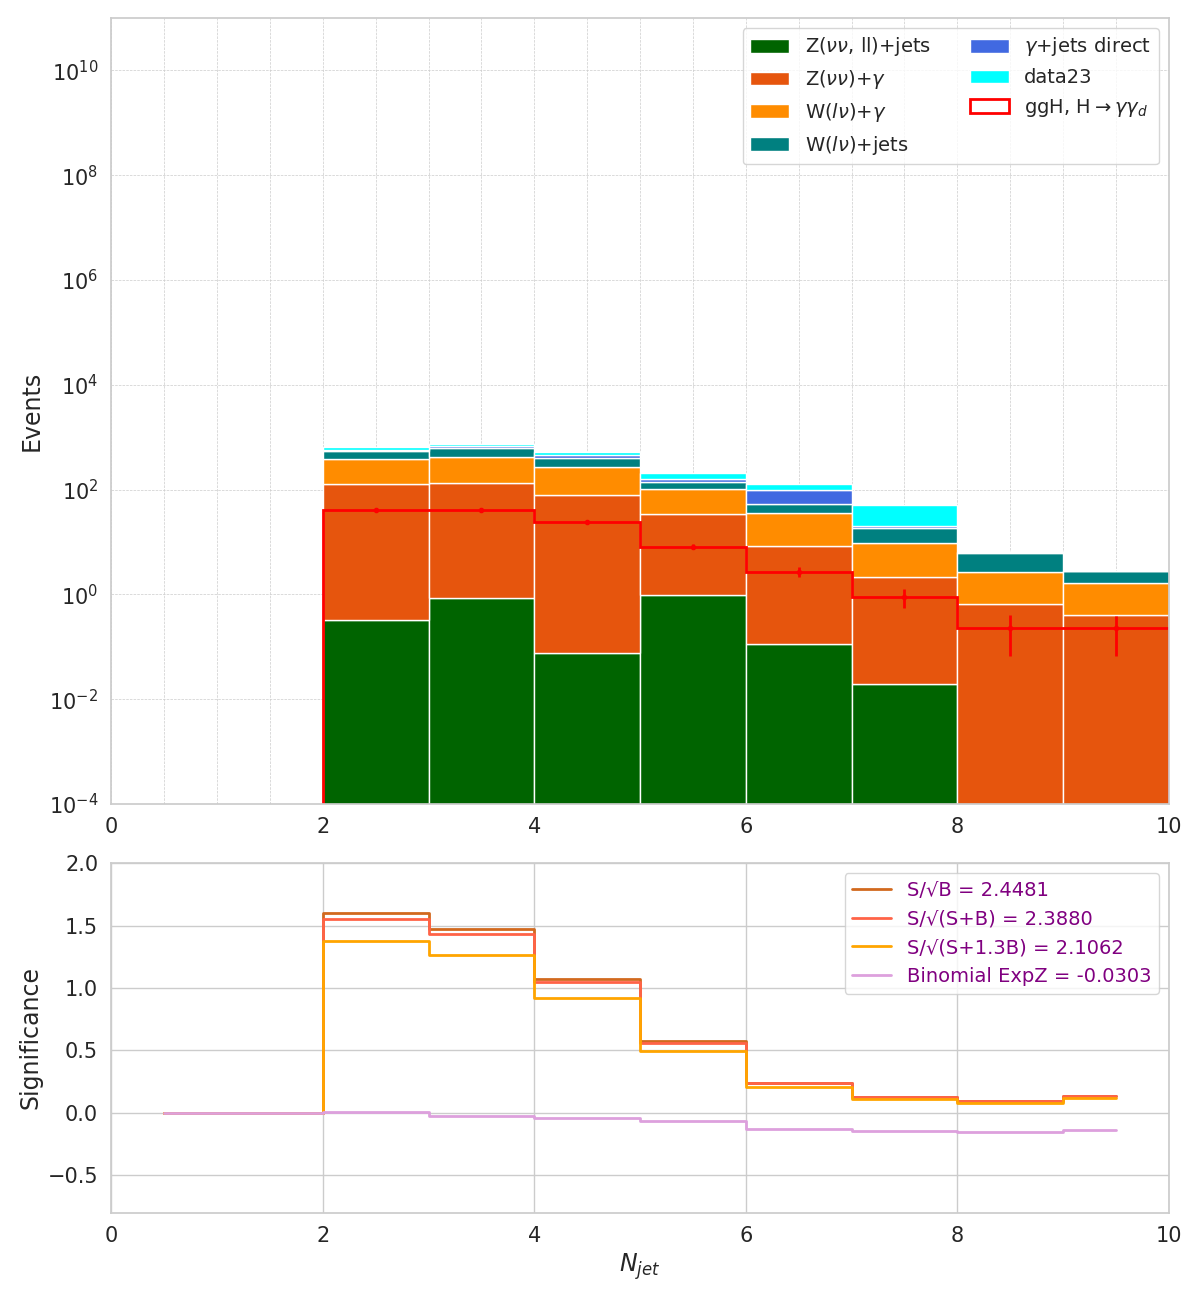 Z(νν, ll)+jets
Z(νν)+γ
W(lν)+γ
W(lν)+jets
γ+jets direct
data23
ggH, H→γγ_d
10^10
10^8
10^6
10^4
10^2
10^0
10^−2
10^−4
Events
0 2 4 6 8 10
2.0
1.5
1.0
0.5
0.0
−0.5
Significance
S/√B = 2.4481
S/√(S+B) = 2.3880
S/√(S+1.3B) = 2.1062
Binomial ExpZ = -0.0303
0 2 4 6 8 10
N_jet